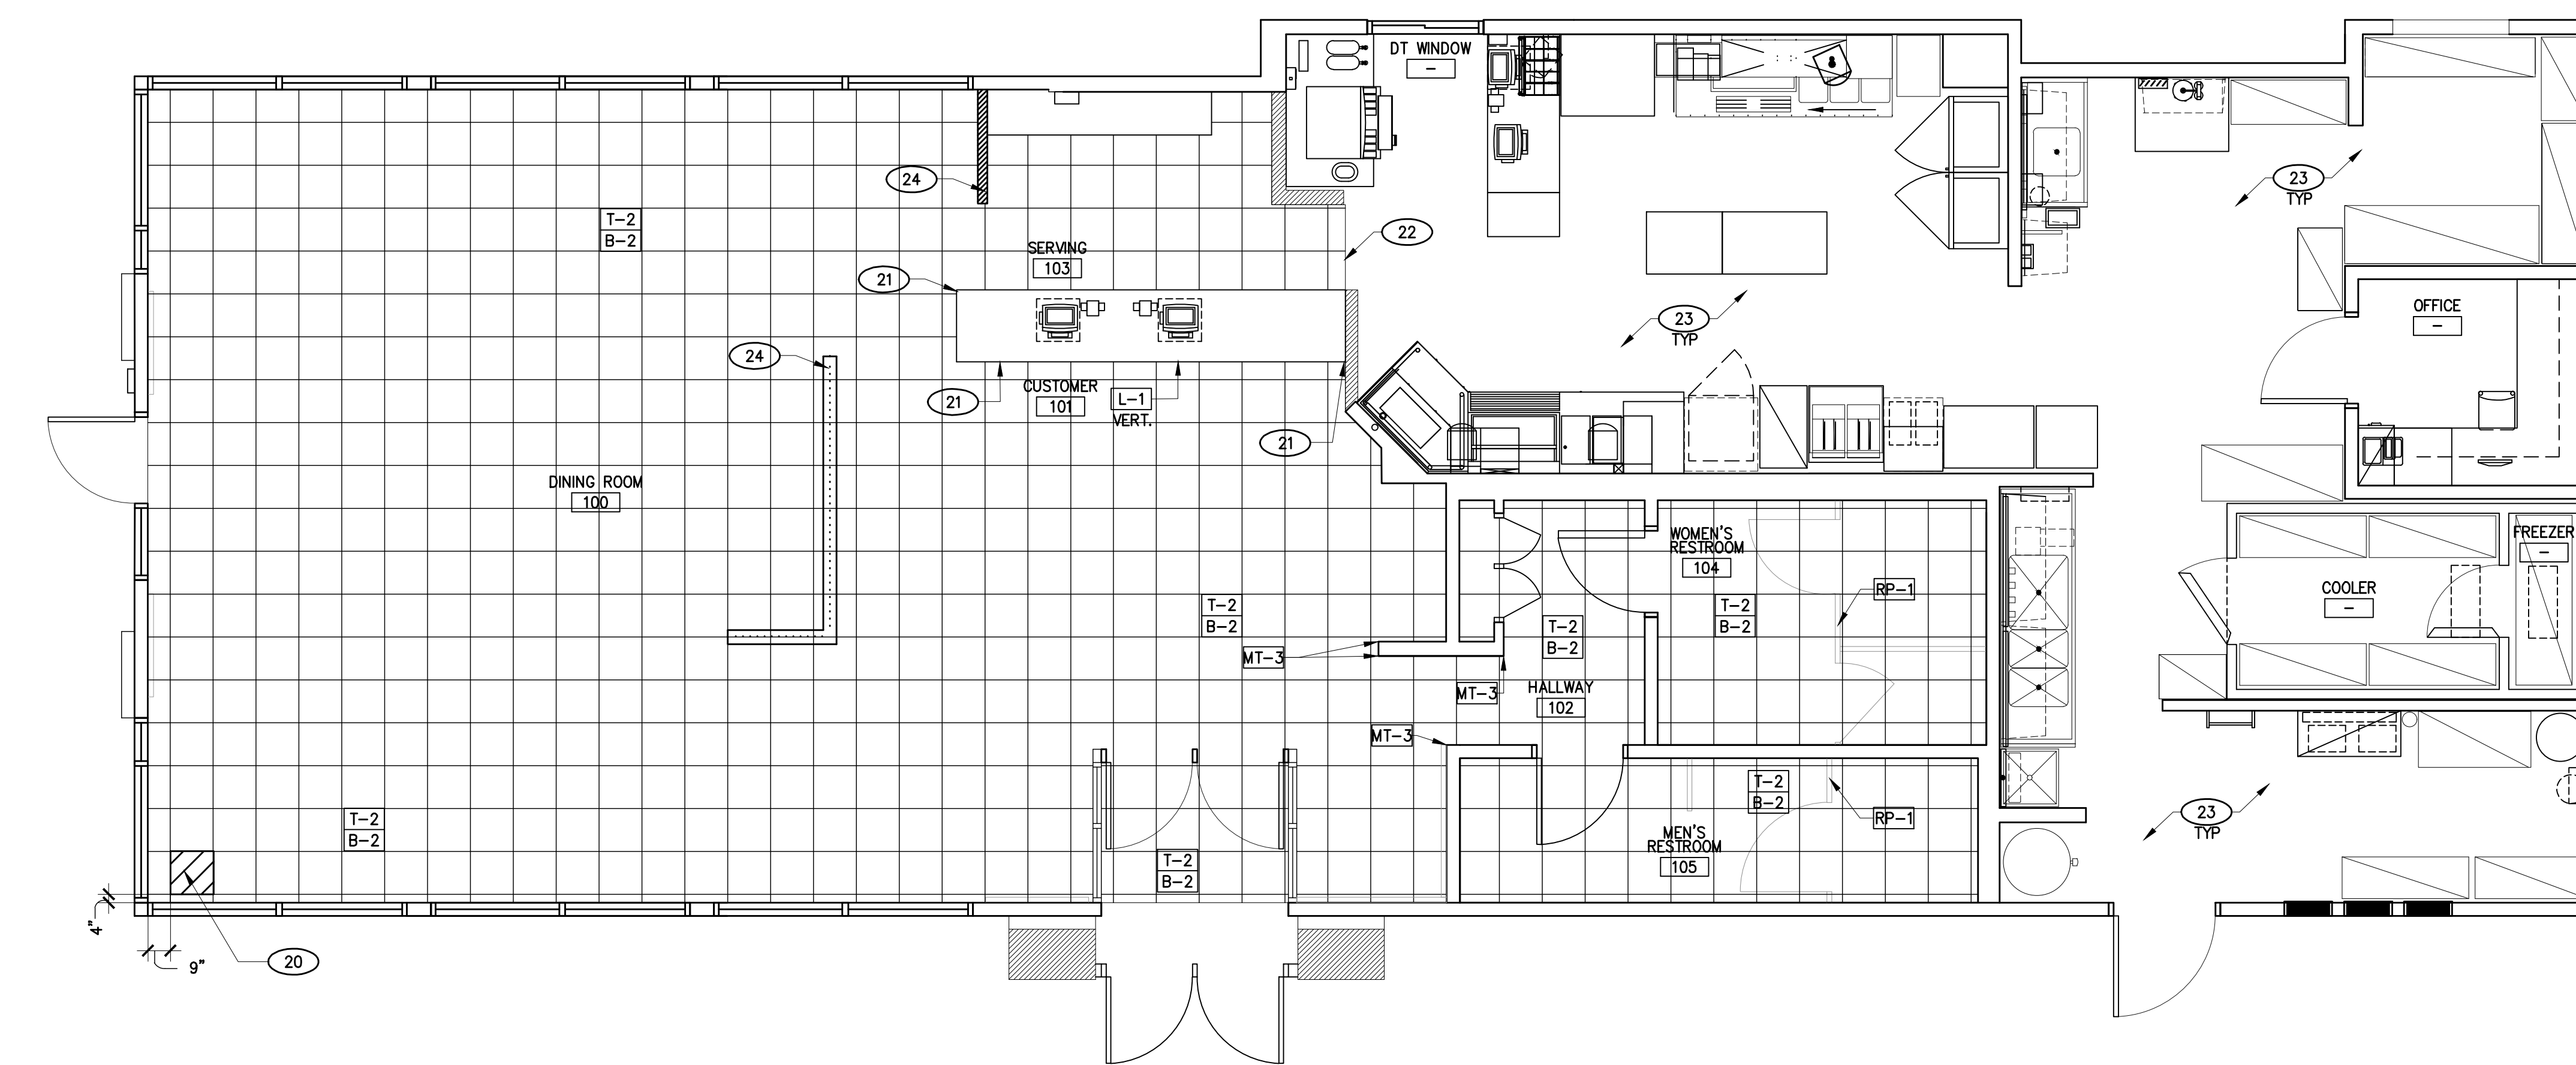 DT WINDOW
-
24
23
TYP
T-2
B-2
22
SERVING
103
21
OFFICE
-
23
TYP
24
CUSTOMER
101
L-1
VERT.
21
21
DINING ROOM
100
WOMEN'S
RESTROOM
104
FREEZER
-
COOLER
-
RP-1
T-2
B-2
T-2
B-2
T-2
B-2
MT-3
MT-3
HALLWAY
102
MT-3
T-2
B-2
RP-1
23
TYP
T-2
B-2
MEN'S
RESTROOM
105
T-2
B-2
4"
9"
20